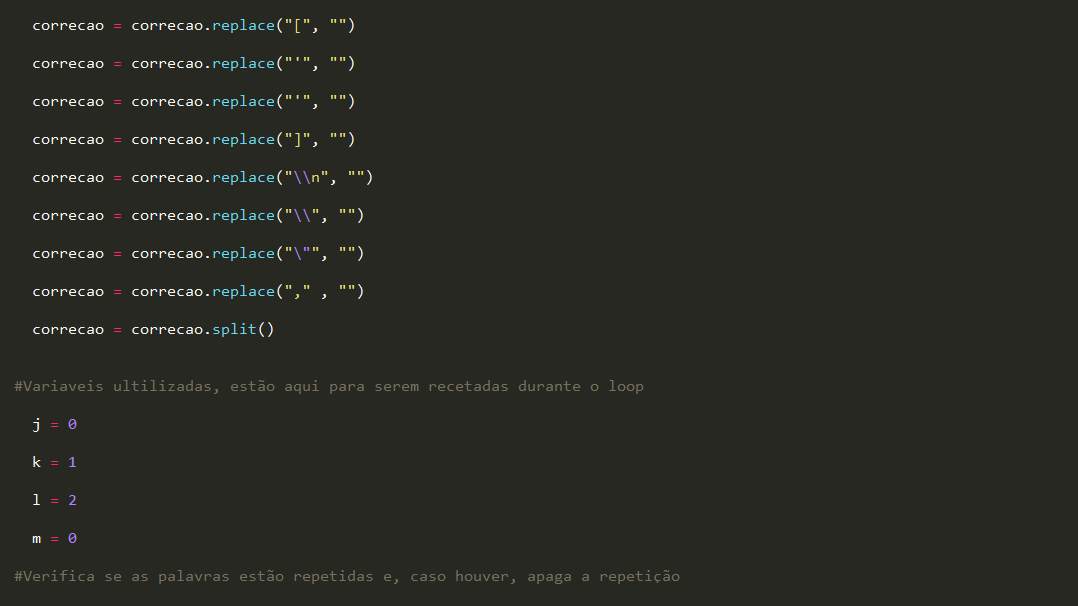 correcao = correcao.replace("[", "")
correcao = correcao.replace("'", "")
correcao = correcao.replace("'", "")
correcao = correcao.replace("]", "")
correcao = correcao.replace("\\n", "")
correcao = correcao.replace("\\", "")
correcao = correcao.replace("\"", "")
correcao = correcao.replace("," , "")
correcao = correcao.split()
#Variaveis ultilizadas, estão aqui para serem recetadas durante o loop
j = 0
k = 1
l = 2
m = 0
#Verifica se as palavras estão repetidas e, caso houver, apaga a repetição